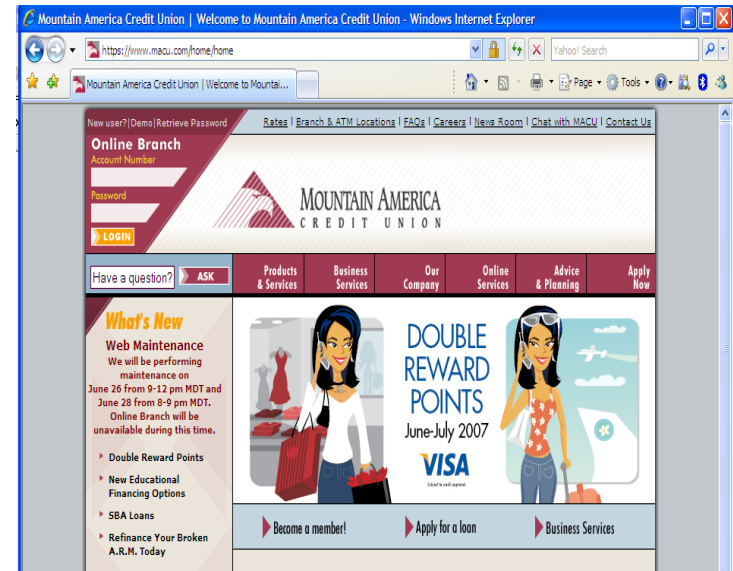 Mountain America Credit Union | Welcome to Mountain America Credit Union - Windows Internet Explorer
https://www.macu.com/home/home
Yahoo! Search
Mountain America Credit Union | Welcome to Mountai...
Page
Tools
New user?|Demo|Retrieve Password
Rates | Branch & ATM Locations | FAQs | Careers | News Room | Chat with MACU | Contact Us
Online Branch
Account Number
Password
LOGIN
MOUNTAIN AMERICA
CREDIT UNION
Have a question?
ASK
Products
& Services
Business
Services
Our
Company
Online
Services
Advice
& Planning
Apply
Now
What's New
Web Maintenance
We will be performing
maintenance on
June 26 from 9-12 pm MDT and
June 28 from 8-9 pm MDT.
Online Branch will be
unavailable during this time.
Double Reward Points
New Educational
Financing Options
SBA Loans
Refinance Your Broken
A.R.M. Today
DOUBLE
REWARD
POINTS
June-July 2007
VISA
Subject to credit approval.
Become a member!
Apply for a loan
Business Services